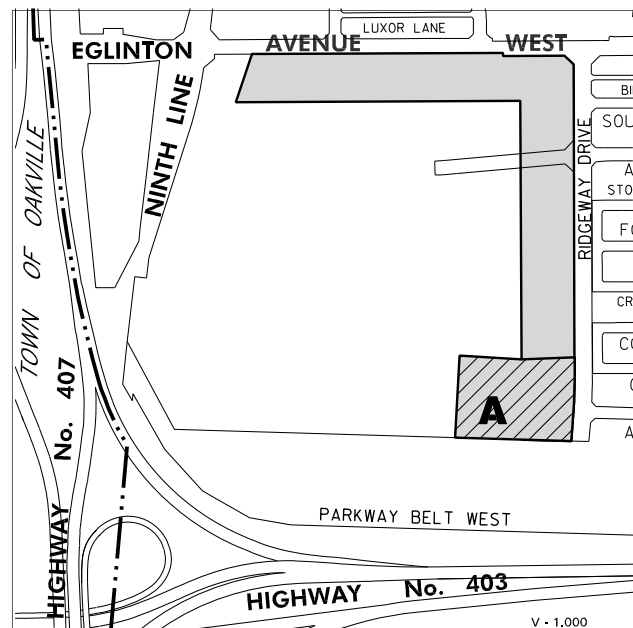 LUXOR LANE
EGLINTON AVENUE WEST
NINTH LINE
TOWN OF OAKVILLE
RIDGEWAY DRIVE
HIGHWAY No. 407
A
PARKWAY BELT WEST
HIGHWAY No. 403
V - 1,000